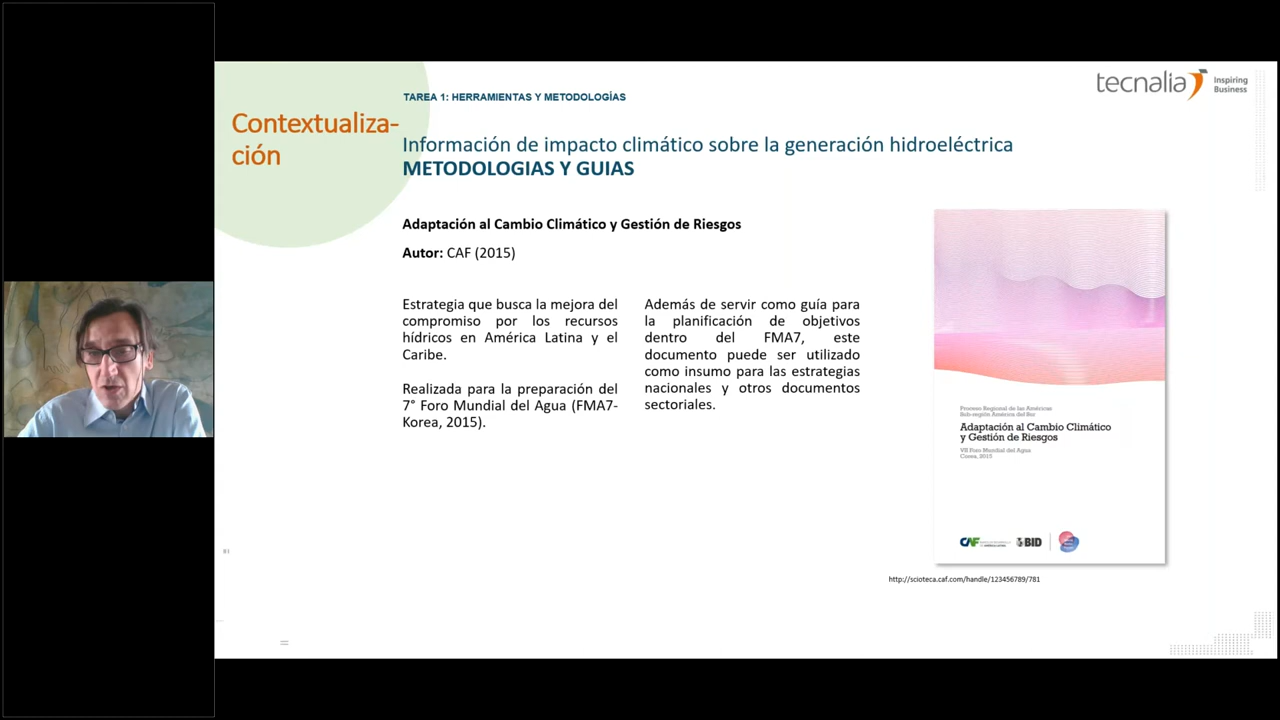 tecnalia
Inspiring
Business
TAREA 1: HERRAMIENTAS Y METODOLOGÍAS
Contextualiza-
ción
Información de impacto climático sobre la generación hidroeléctrica
METODOLOGIAS Y GUIAS
Adaptación al Cambio Climático y Gestión de Riesgos
Autor: CAF (2015)
Estrategia que busca la mejora del
compromiso por los recursos
hídricos en América Latina y el
Caribe.
Realizada para la preparación del
7° Foro Mundial del Agua (FMA7-
Korea, 2015).
Además de servir como guía para
la planificación de objetivos
dentro del FMA7, este
documento puede ser utilizado
como insumo para las estrategias
nacionales y otros documentos
sectoriales.
Proceso Regional de las Américas
Sub-región América del Sur
Adaptación al Cambio Climático
y Gestión de Riesgos
VII Foro Mundial del Agua
Corea, 2015
CAF
BID
http://scioteca.caf.com/handle/123456789/781